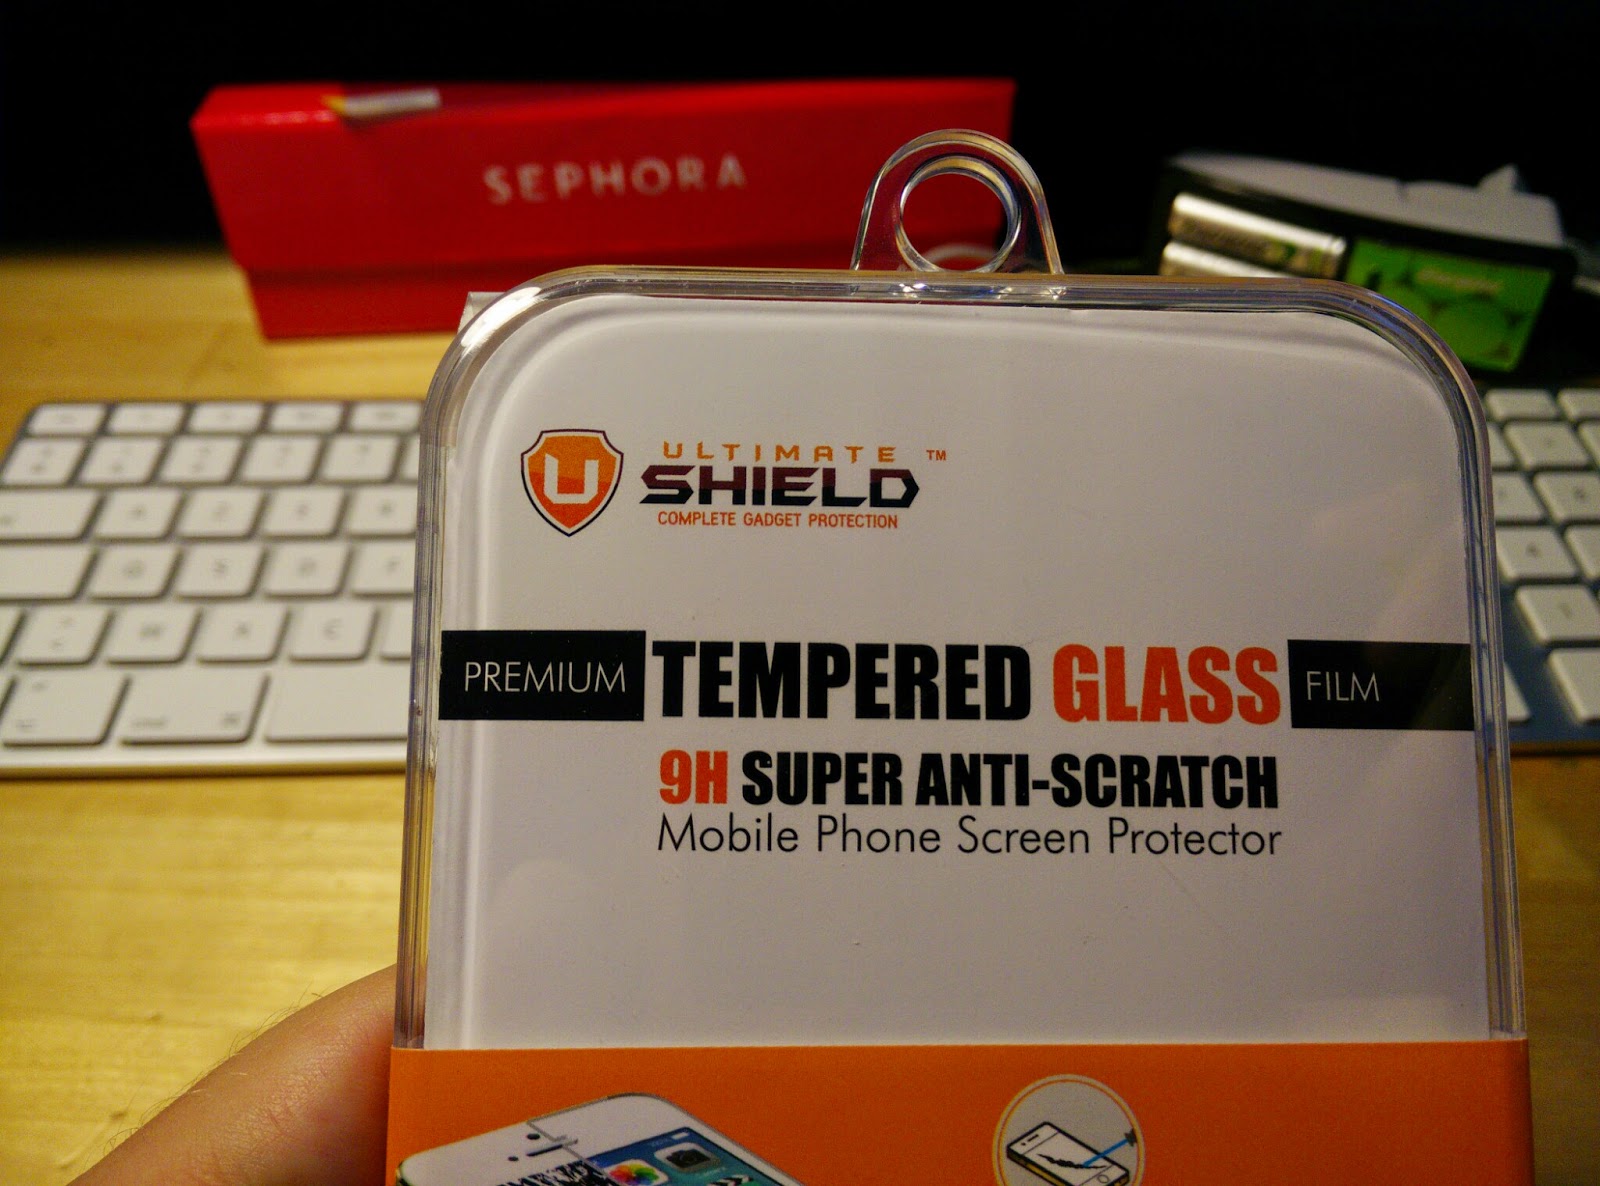 SEPHORA
U
ULTIMATE ™
SHIELD
COMPLETE GADGET PROTECTION
PREMIUM TEMPERED GLASS FILM
9H SUPER ANTI-SCRATCH
Mobile Phone Screen Protector